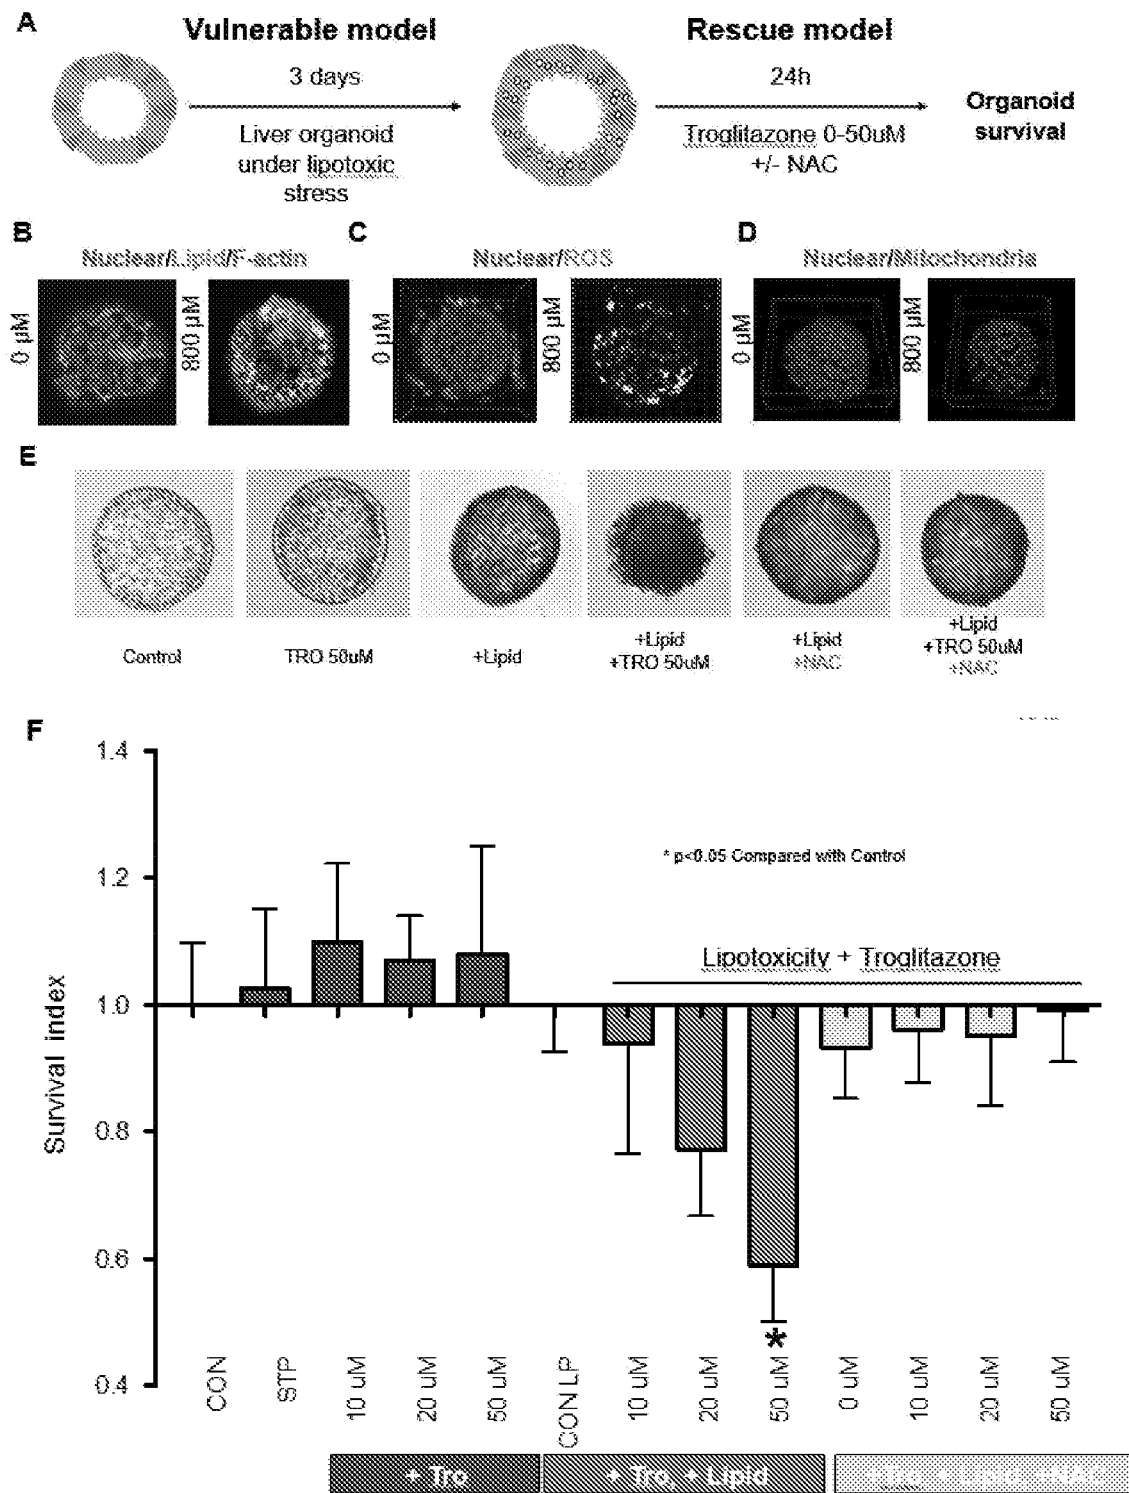 A
Vulnerable model
Rescue model
3 days
24h
Liver organoid
under lipotoxic
stress
Troglitazone 0-50uM
+/- NAC
Organoid
survival
B
C
D
Nuclear/Lipid/F-actin
Nuclear/ROS
Nuclear/Mitochondria
0 µM
800 µM
0 µM
800 µM
0 µM
800 µM
E
Control
TRO 50uM
+Lipid
+Lipid
+TRO 50uM
+Lipid
+NAC
+Lipid
+TRO 50uM
+NAC
F
1.4
1.2
1.0
0.8
0.6
0.4
Survival index
* p<0.05 Compared with Control
Lipotoxicity + Troglitazone
*
CON
STP
10 uM
20 uM
50 uM
CON LP
10 uM
20 uM
50 uM
0 uM
10 uM
20 uM
50 uM
+ Tro
+ Tro, + Lipid
+Tro, + Lipid, +NAC